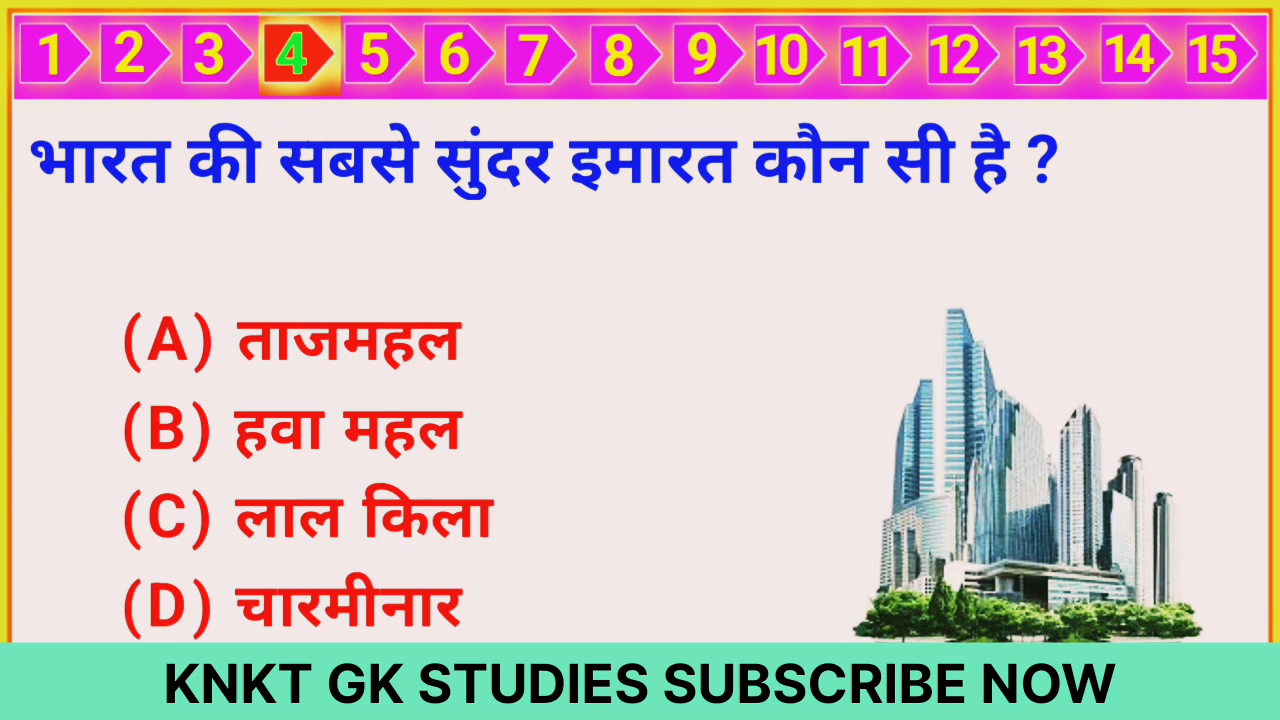 1 2 3 4 5 6 7 8 9 10 11 12 13 14 15
भारत की सबसे सुंदर इमारत कौन सी है ?
(A) ताजमहल
(B) हवा महल
(C) लाल किला
(D) चारमीनार
KNKT GK STUDIES SUBSCRIBE NOW